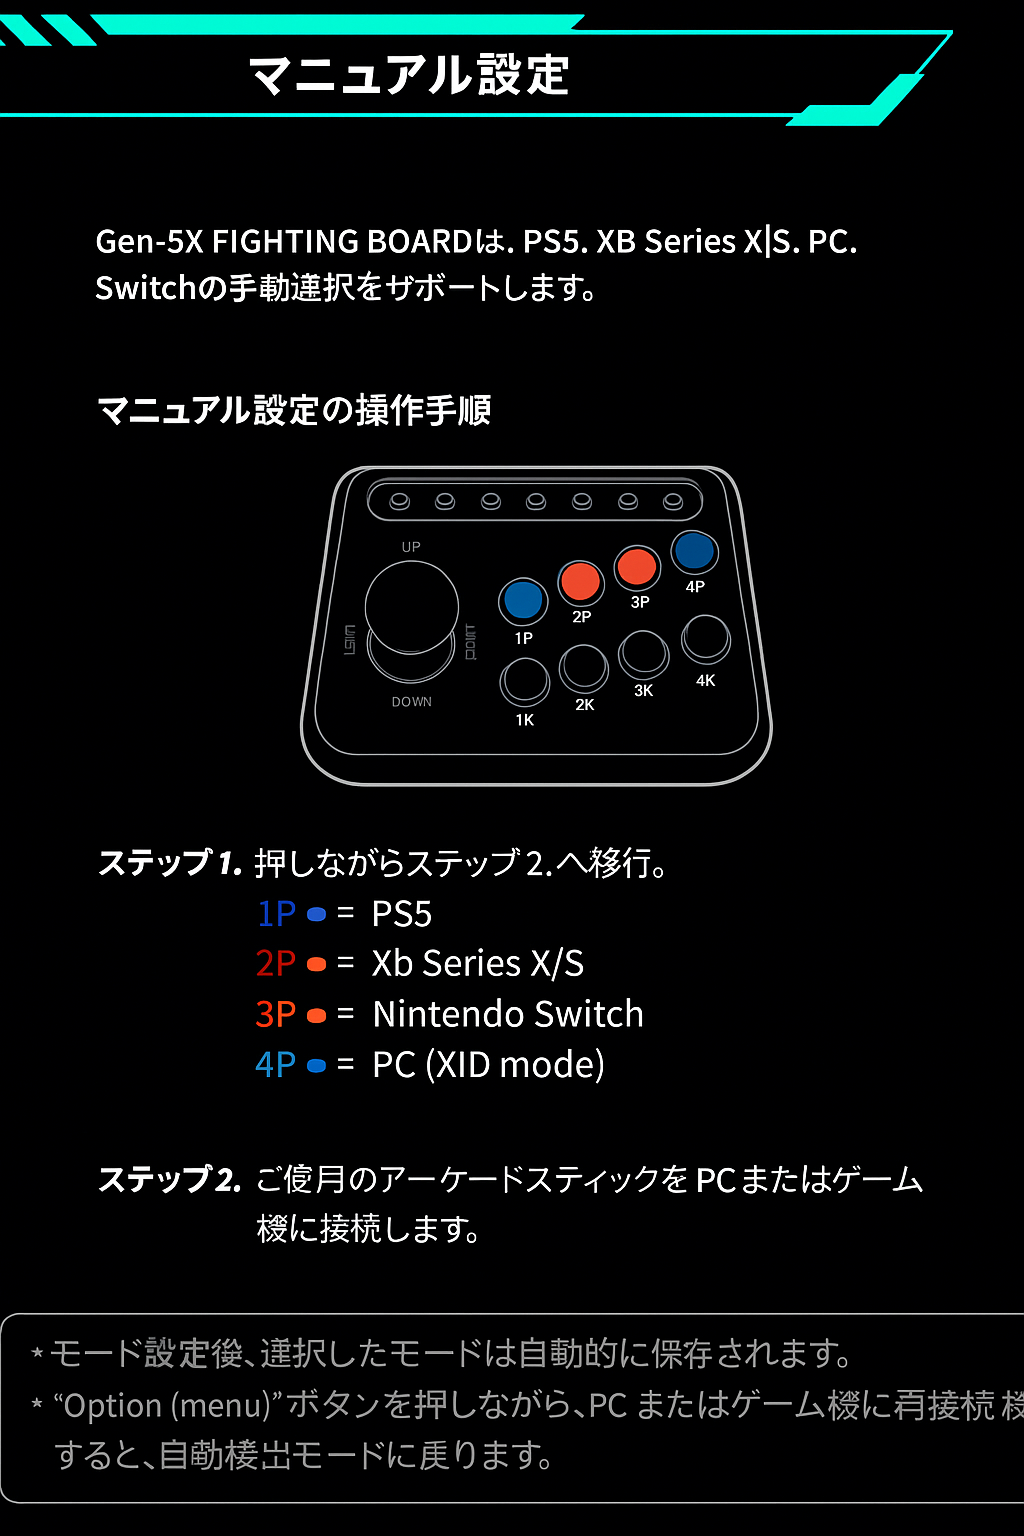 マニュアル設定
Gen-5X FIGHTING BOARDは. PS5. XB Series X|S. PC.
Switchの手動選択をサボートします。
マニュアル設定の操作手順
UP
DOWN
1P
2P
3P
4P
1K
2K
3K
4K
ステップ1. 押しながらステップ2.へ移行。
1P = PS5
2P = Xb Series X/S
3P = Nintendo Switch
4P = PC (XID mode)
ステップ2. ご使月のアーケードスティックをPCまたはゲーム
機に接続します。
* モード設定後、選択したモードは自動的に保存されます。
* “Option (menu)”ボタンを押しながら、PC またはゲーム機に再接続
すると、自動検出モードに戻ります。